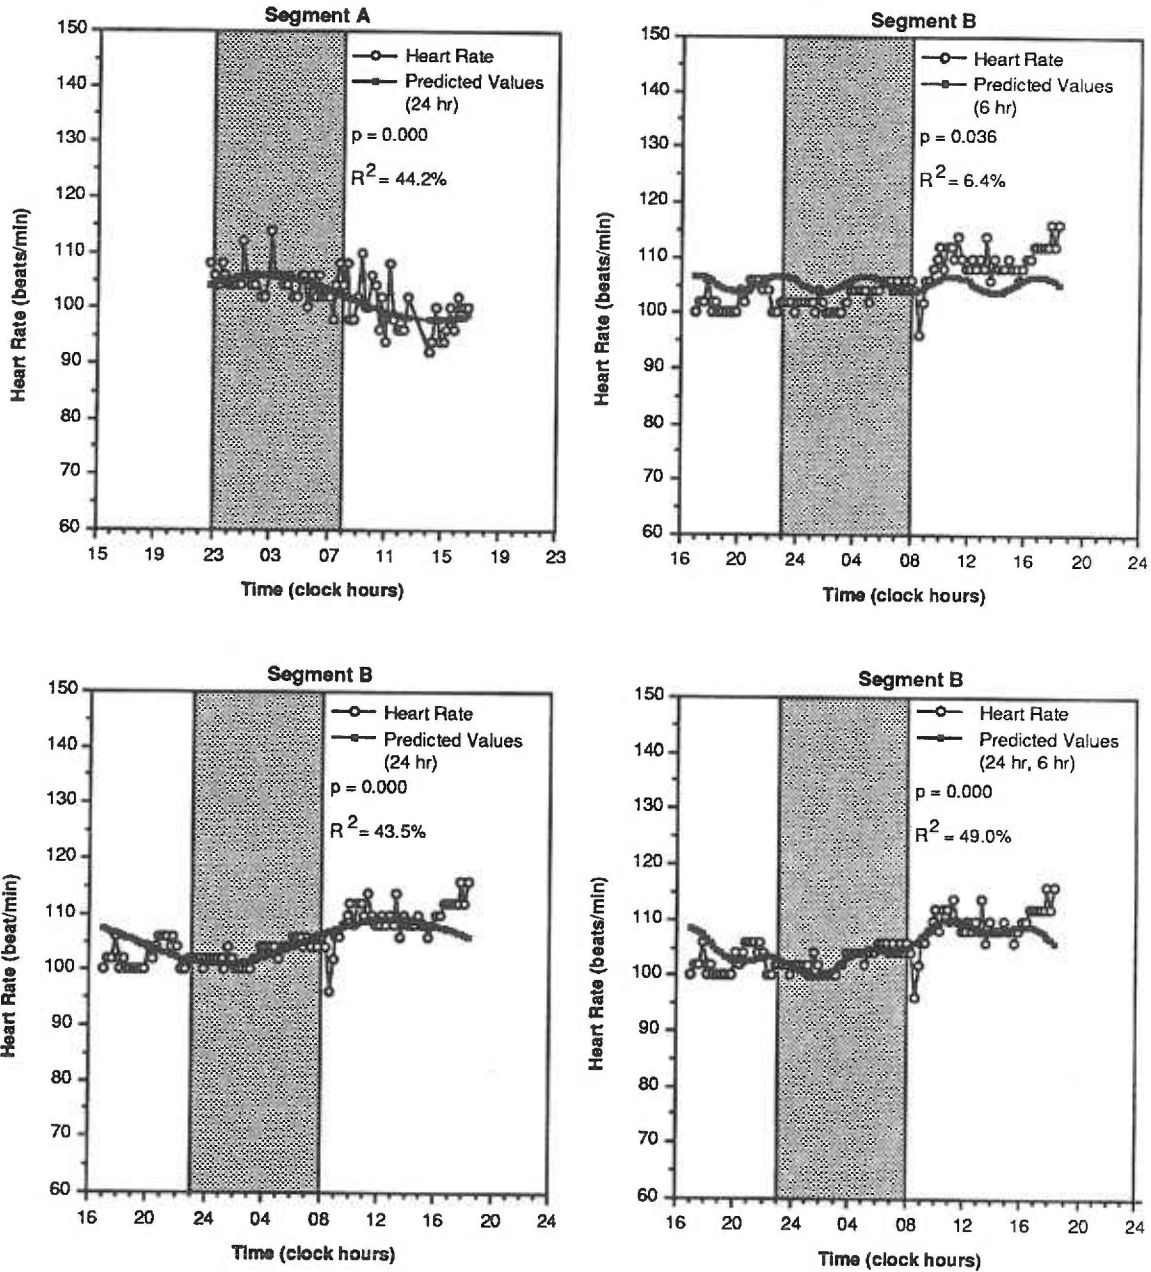 Segment A
150
140
130
120
110
100
90
80
70
60
Heart Rate (beats/min)
Heart Rate
Predicted Values
(24 hr)
p = 0.000
R2 = 44.2%
15 19 23 03 07 11 15 19 23
Time (clock hours)
Segment B
150
140
130
120
110
100
90
80
70
60
Heart Rate (beats/min)
Heart Rate
Predicted Values
(6 hr)
p = 0.036
R2 = 6.4%
16 20 24 04 08 12 16 20 24
Time (clock hours)
Segment B
150
140
130
120
110
100
90
80
70
60
Heart Rate (beat/min)
Heart Rate
Predicted Values
(24 hr)
p = 0.000
R2 = 43.5%
16 20 24 04 08 12 16 20 24
Time (clock hours)
Segment B
150
140
130
120
110
100
90
80
70
60
Heart Rate (beats/min)
Heart Rate
Predicted Values
(24 hr, 6 hr)
p = 0.000
R2 = 49.0%
16 20 24 04 08 12 16 20 24
Time (clock hours)